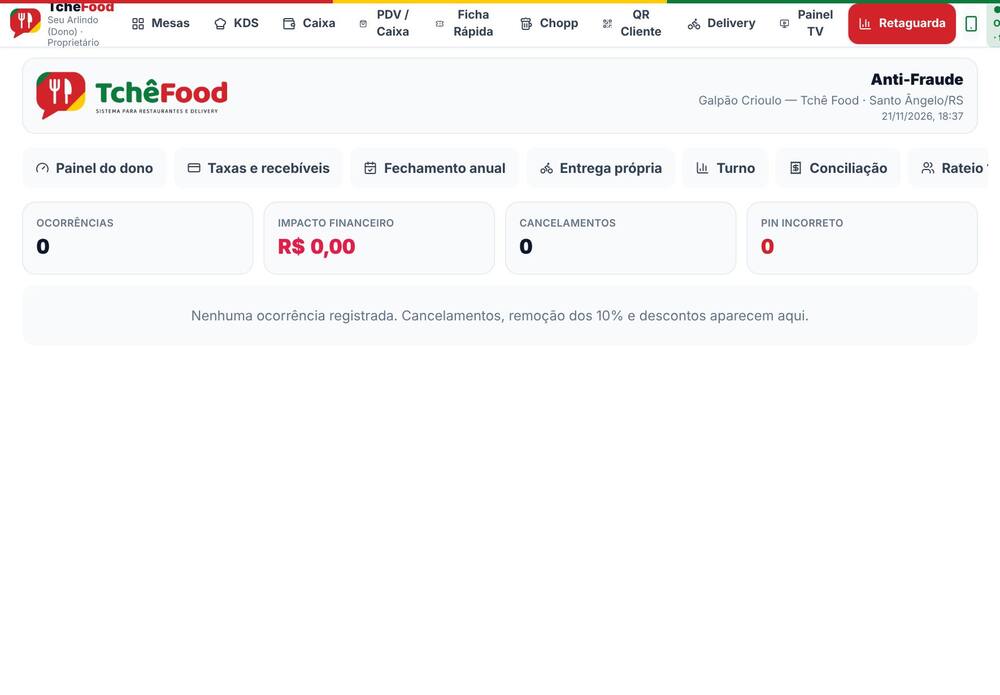 TchêFood
Seu Arlindo
(Dono) ·
Proprietário
Mesas
KDS
Caixa
PDV /
Caixa
Ficha
Rápida
Chopp
QR
Cliente
Delivery
Painel
TV
Retaguarda
TchêFood
SISTEMA PARA RESTAURANTES E DELIVERY
Anti-Fraude
Galpão Crioulo — Tchê Food · Santo Ângelo/RS
21/11/2026, 18:37
Painel do dono
Taxas e recebíveis
Fechamento anual
Entrega própria
Turno
Conciliação
Rateio
OCORRÊNCIAS
0
IMPACTO FINANCEIRO
R$ 0,00
CANCELAMENTOS
0
PIN INCORRETO
0
Nenhuma ocorrência registrada. Cancelamentos, remoção dos 10% e descontos aparecem aqui.